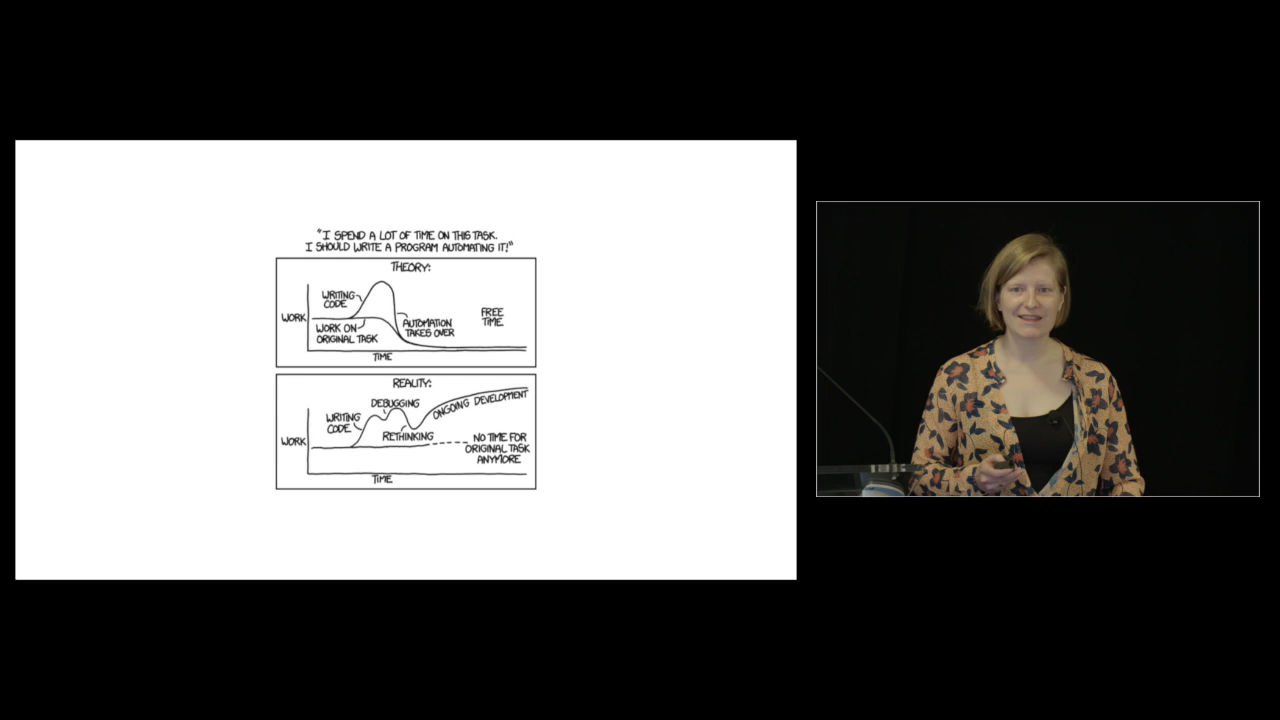 "I SPEND A LOT OF TIME ON THIS TASK.
I SHOULD WRITE A PROGRAM AUTOMATING IT!"
THEORY:
WRITING
CODE
WORK
WORK ON
ORIGINAL TASK
AUTOMATION
TAKES OVER
FREE
TIME
TIME
REALITY:
DEBUGGING
WRITING
CODE
ONGOING DEVELOPMENT
RETHINKING
WORK
NO TIME FOR
ORIGINAL TASK
ANYMORE
TIME